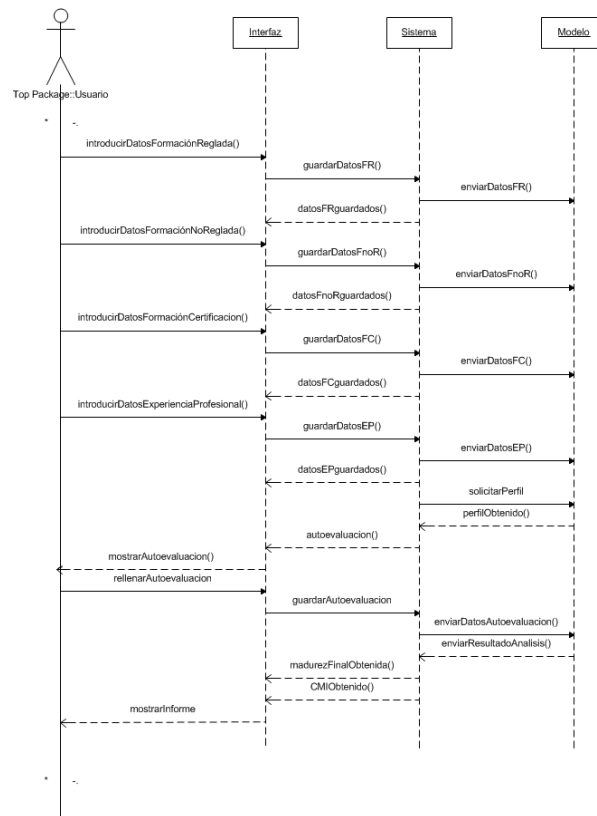 Interfaz
Sistema
Modelo
Top Package::Usuario
* -.
introducirDatosFormaciónReglada()
guardarDatosFR()
enviarDatosFR()
datosFRguardados()
introducirDatosFormaciónNoReglada()
guardarDatosFnoR()
enviarDatosFnoR()
datosFnoRguardados()
introducirDatosFormaciónCertificacion()
guardarDatosFC()
enviarDatosFC()
datosFCguardados()
introducirDatosExperienciaProfesional()
guardarDatosEP()
enviarDatosEP()
datosEPguardados()
solicitarPerfil
perfilObtenido()
autoevaluacion()
mostrarAutoevaluacion()
rellenarAutoevaluacion
guardarAutoevaluacion
enviarDatosAutoevaluacion()
enviarResultadoAnalisis()
madurezFinalObtenida()
CMIObtenido()
mostrarInforme
* -.